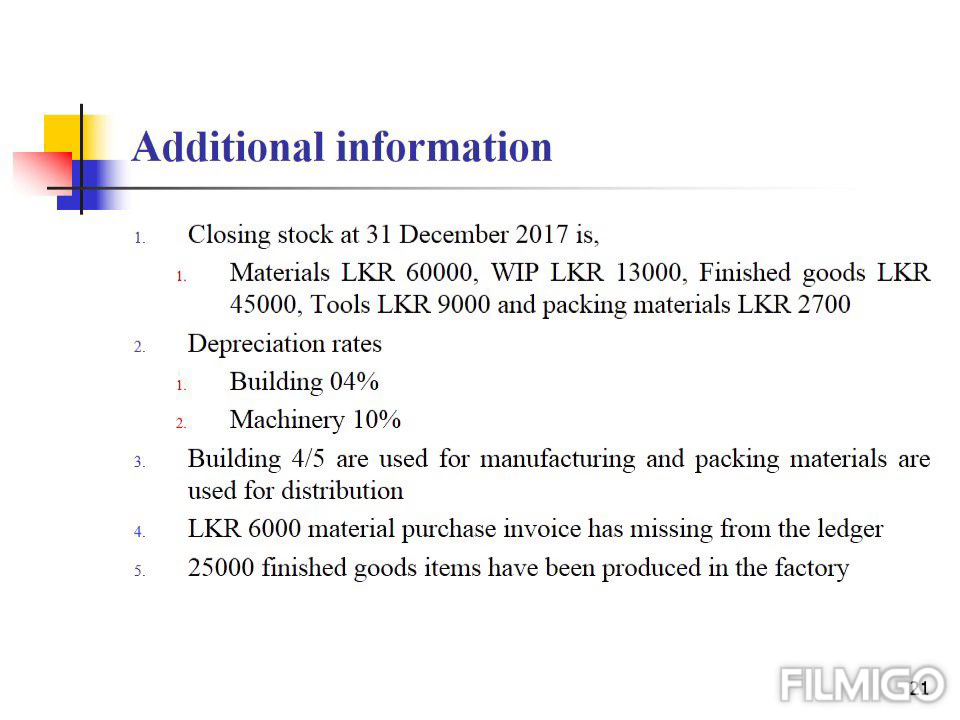 Additional information
1. Closing stock at 31 December 2017 is,
1. Materials LKR 60000, WIP LKR 13000, Finished goods LKR
45000, Tools LKR 9000 and packing materials LKR 2700
2. Depreciation rates
1. Building 04%
2. Machinery 10%
3. Building 4/5 are used for manufacturing and packing materials are
used for distribution
4. LKR 6000 material purchase invoice has missing from the ledger
5. 25000 finished goods items have been produced in the factory
21
FILMIGO